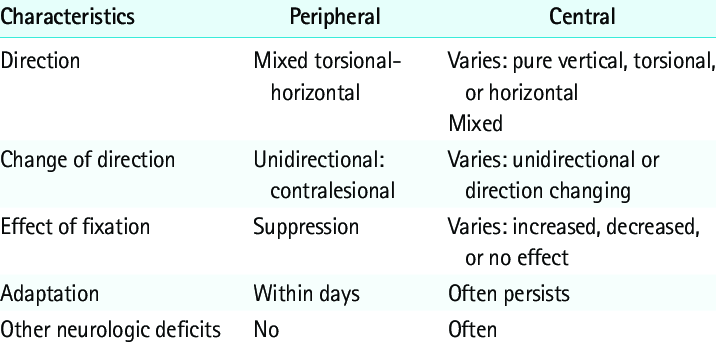 Characteristics Peripheral Central
Direction Mixed torsional- Varies: pure vertical, torsional,
horizontal or horizontal
Mixed
Change of direction Unidirectional: Varies: unidirectional or
contralesional direction changing
Effect of fixation Suppression Varies: increased, decreased,
or no effect
Adaptation Within days Often persists
Other neurologic deficits No Often